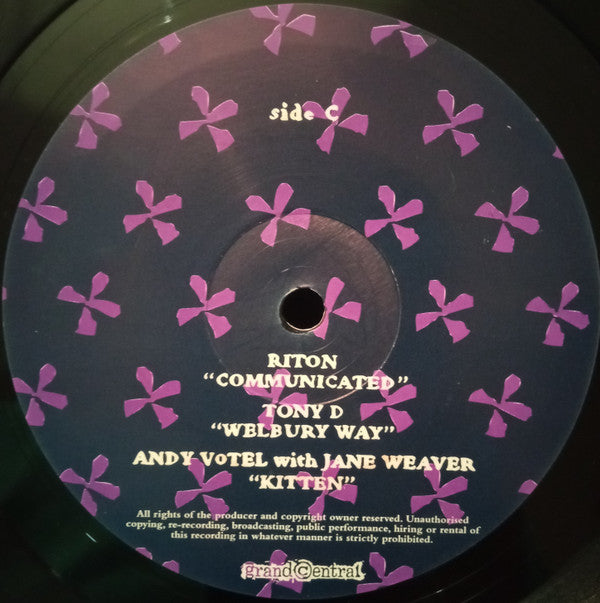 side C
RITON
"COMMUNICATED"
TONY D
"WELBURY WAY"
ANDY VOTEL with JANE WEAVER
"KITTEN"
All rights of the producer and copyright owner reserved. Unauthorised
copying, re-recording, broadcasting, public performance, hiring or rental of
this recording in whatever manner is strictly prohibited.
grand©entral